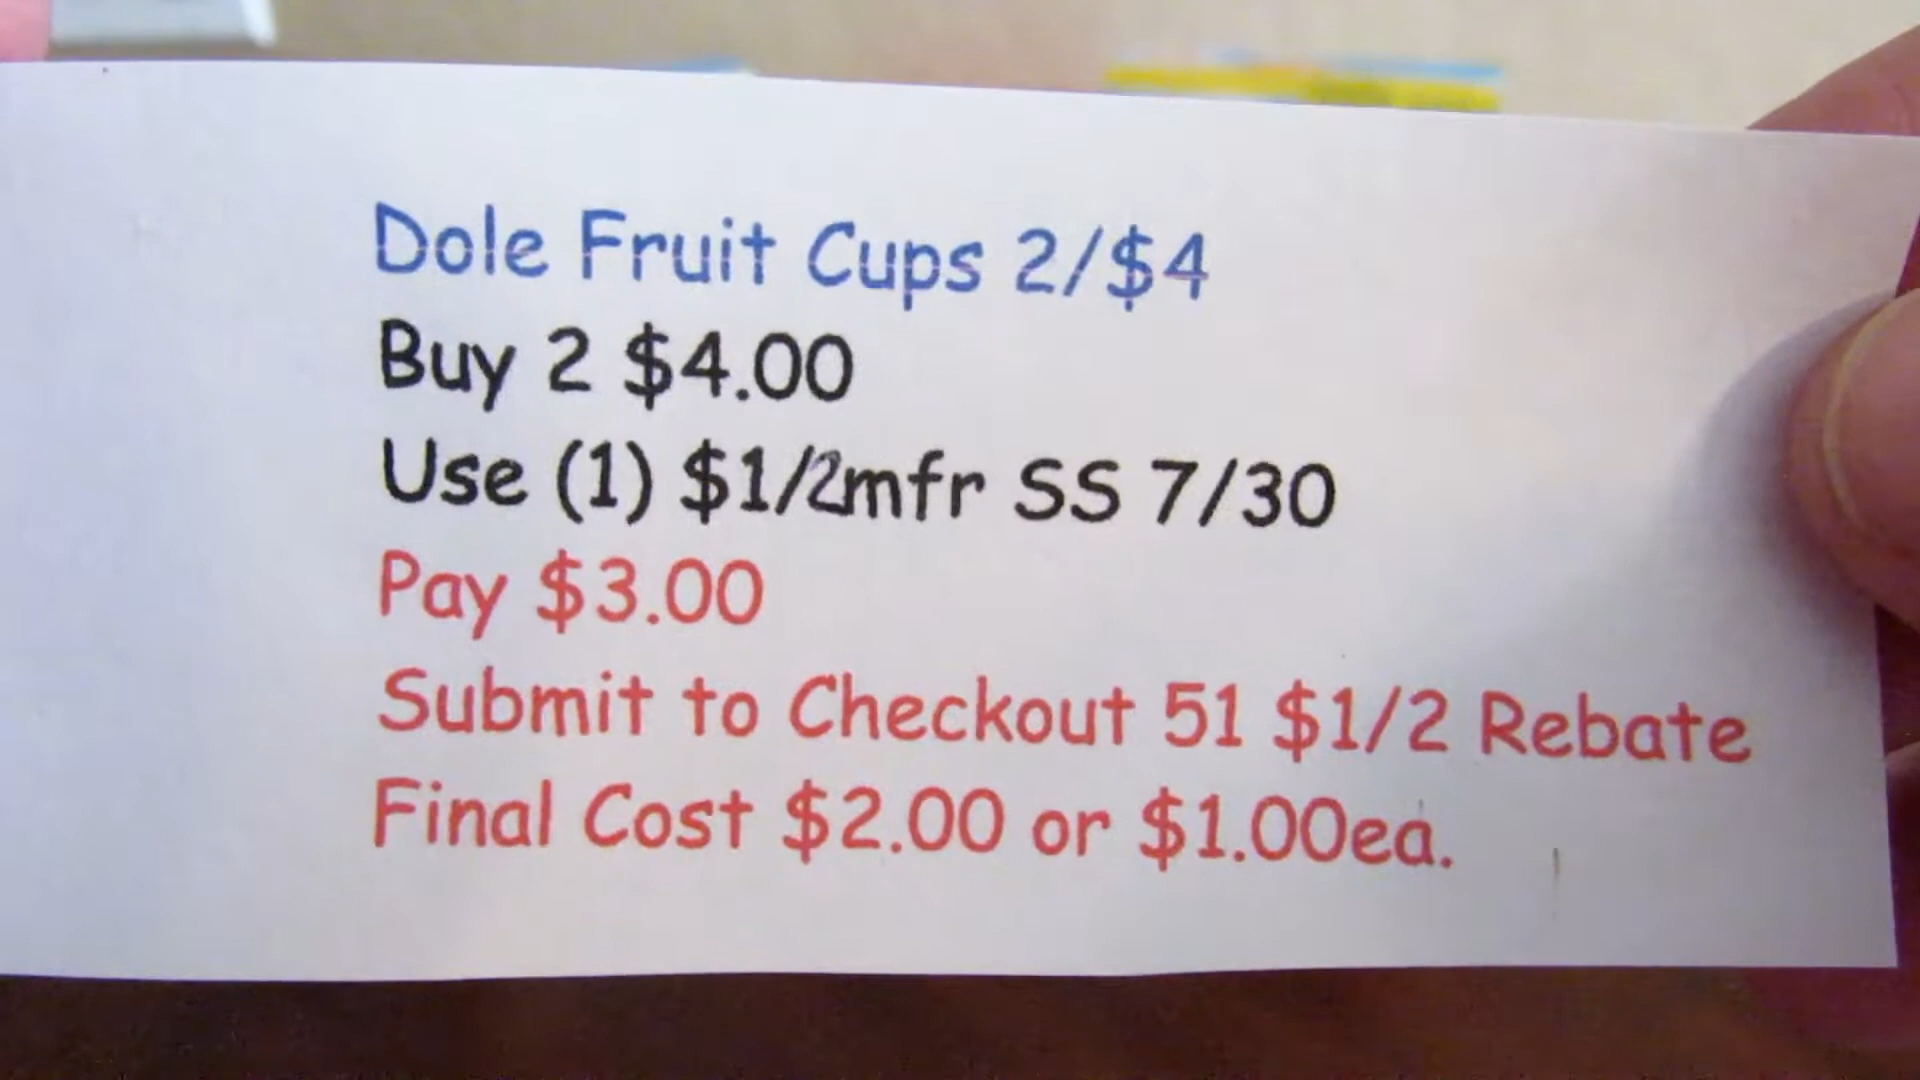 Dole Fruit Cups 2/$4
Buy 2 $4.00
Use (1) $1/2mfr SS 7/30
Pay $3.00
Submit to Checkout 51 $1/2 Rebate
Final Cost $2.00 or $1.00ea.